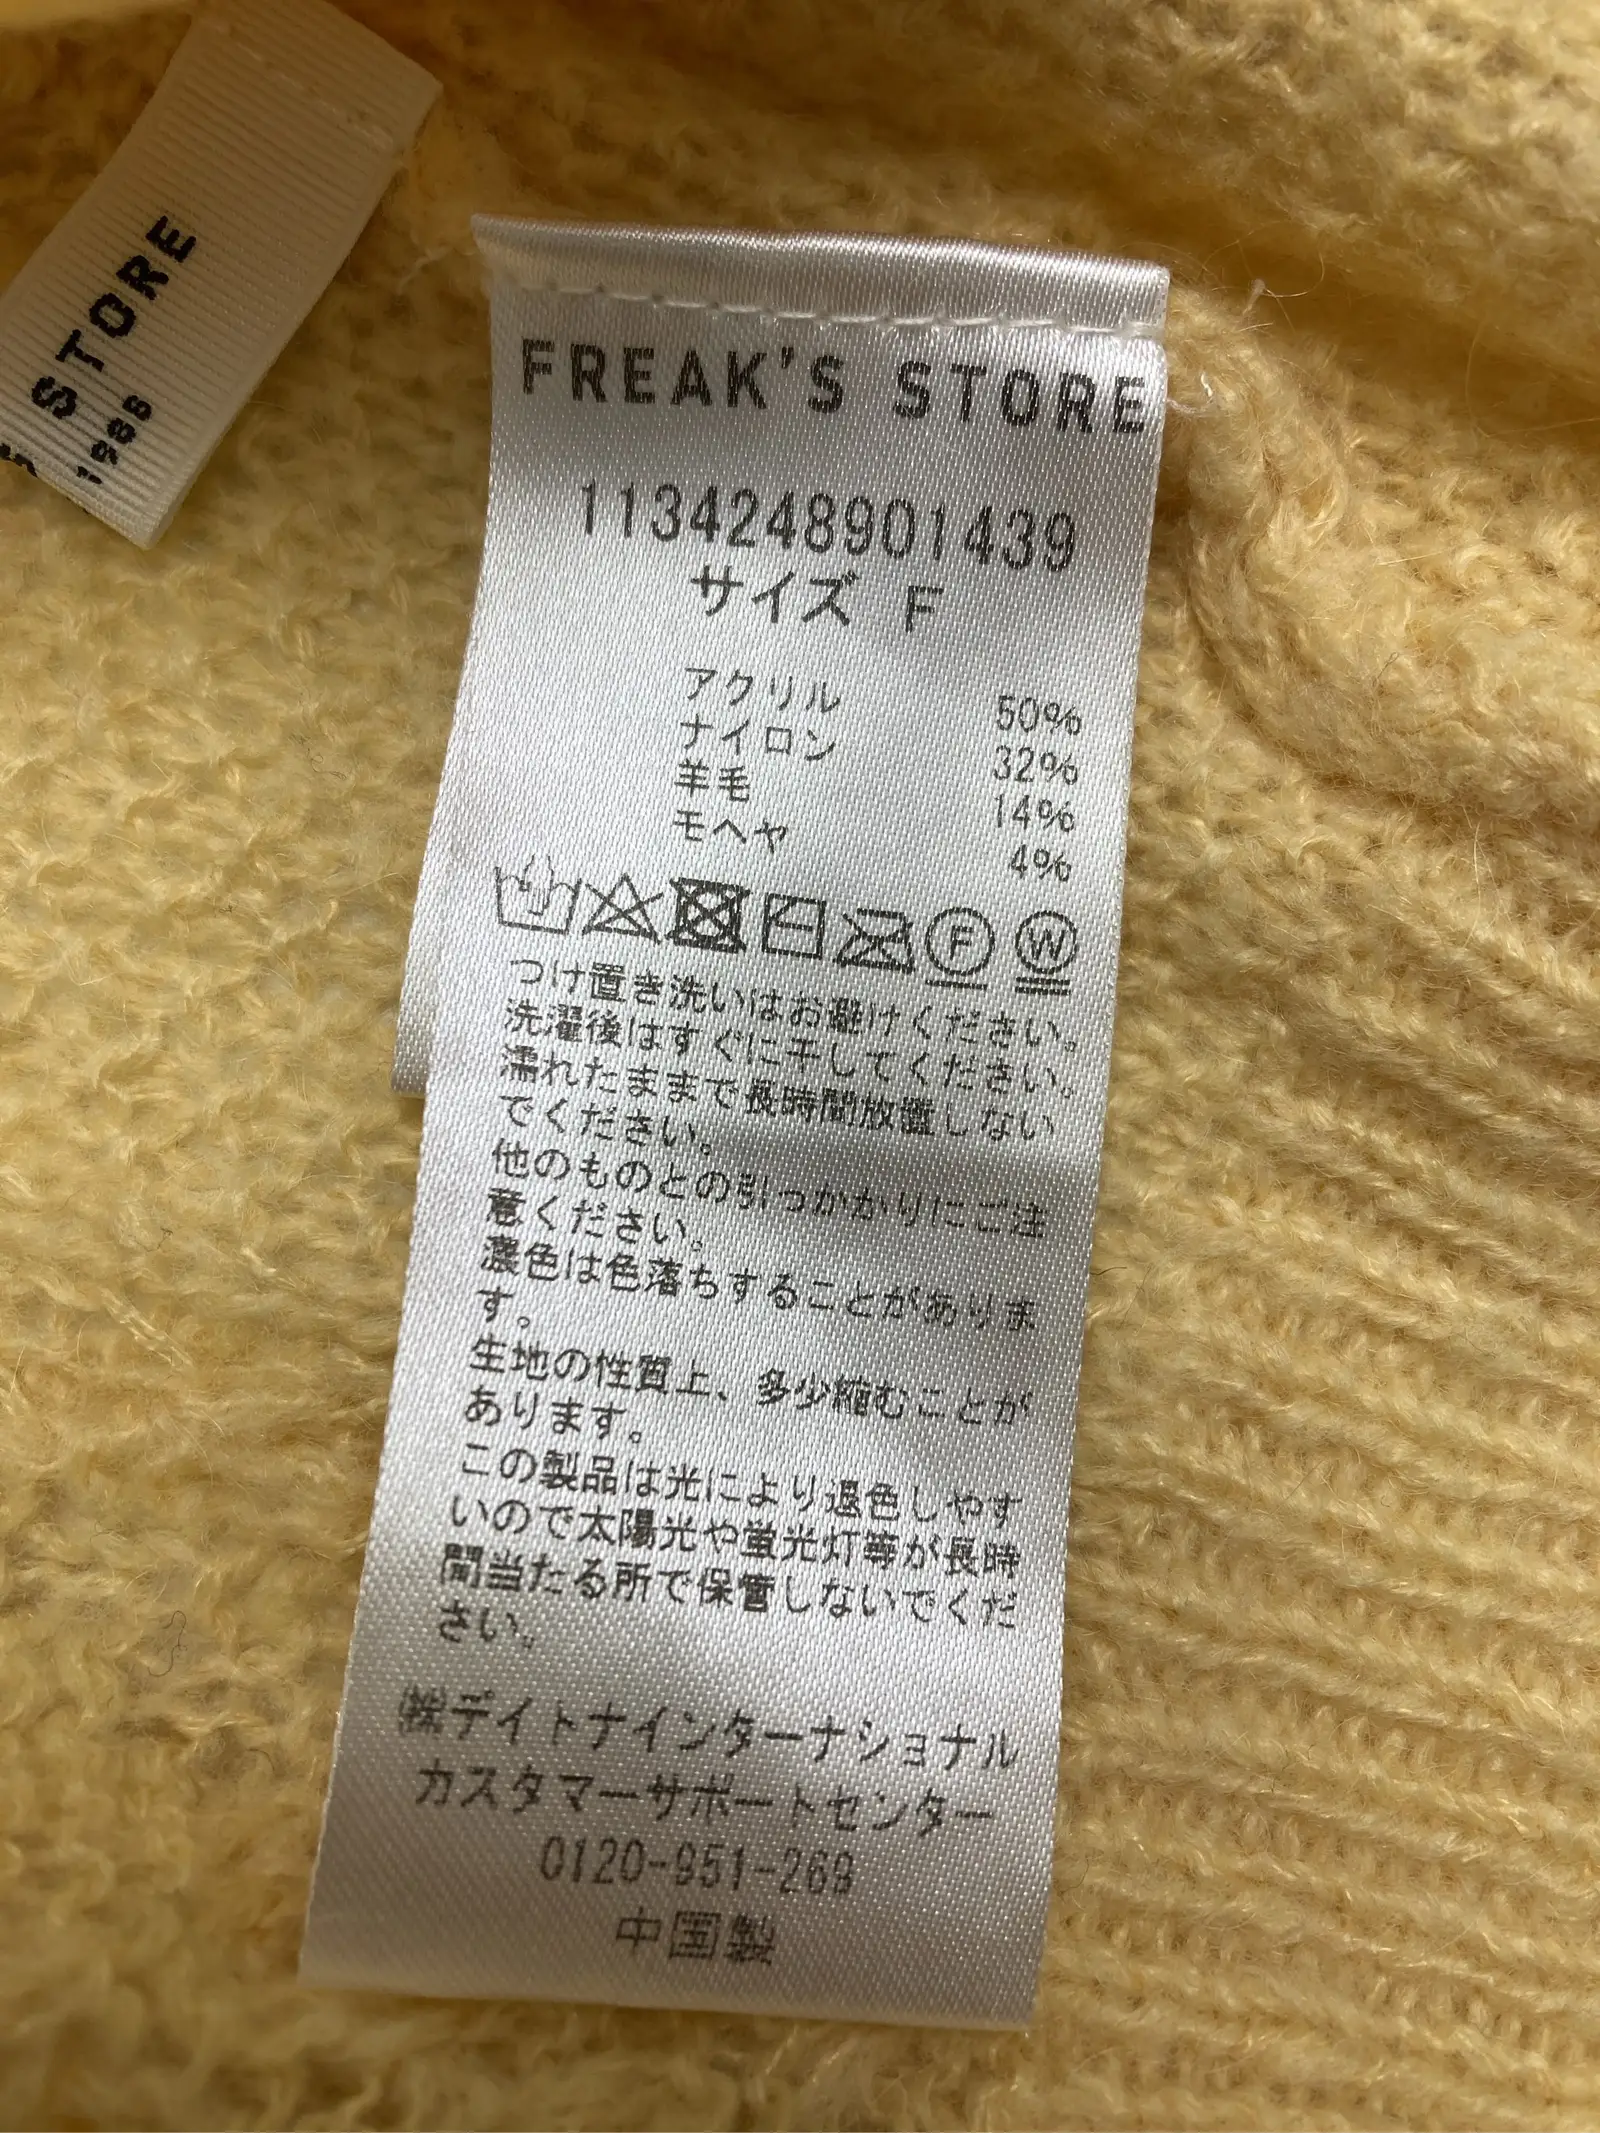 STORE
1986
FREAK'S STORE
1134248901439
サイズ F
アクリル 50%
ナイロン 32%
羊毛 14%
モヘヤ 4%
F W
つけ置き洗いはお避けください。
洗濯後はすぐに干してください。
濡れたままで長時間放置しない
でください。
他のものとの引っかかりにご注
意ください。
濃色は色落ちすることがありま
す。
生地の性質上、多少縮むことが
あります。
この製品は光により退色しやす
いので太陽光や蛍光灯等が長時
間当たる所で保管しないでくだ
さい。
㈱デイトナインターナショナル
カスタマーサポートセンター
0120-951-269
中国製